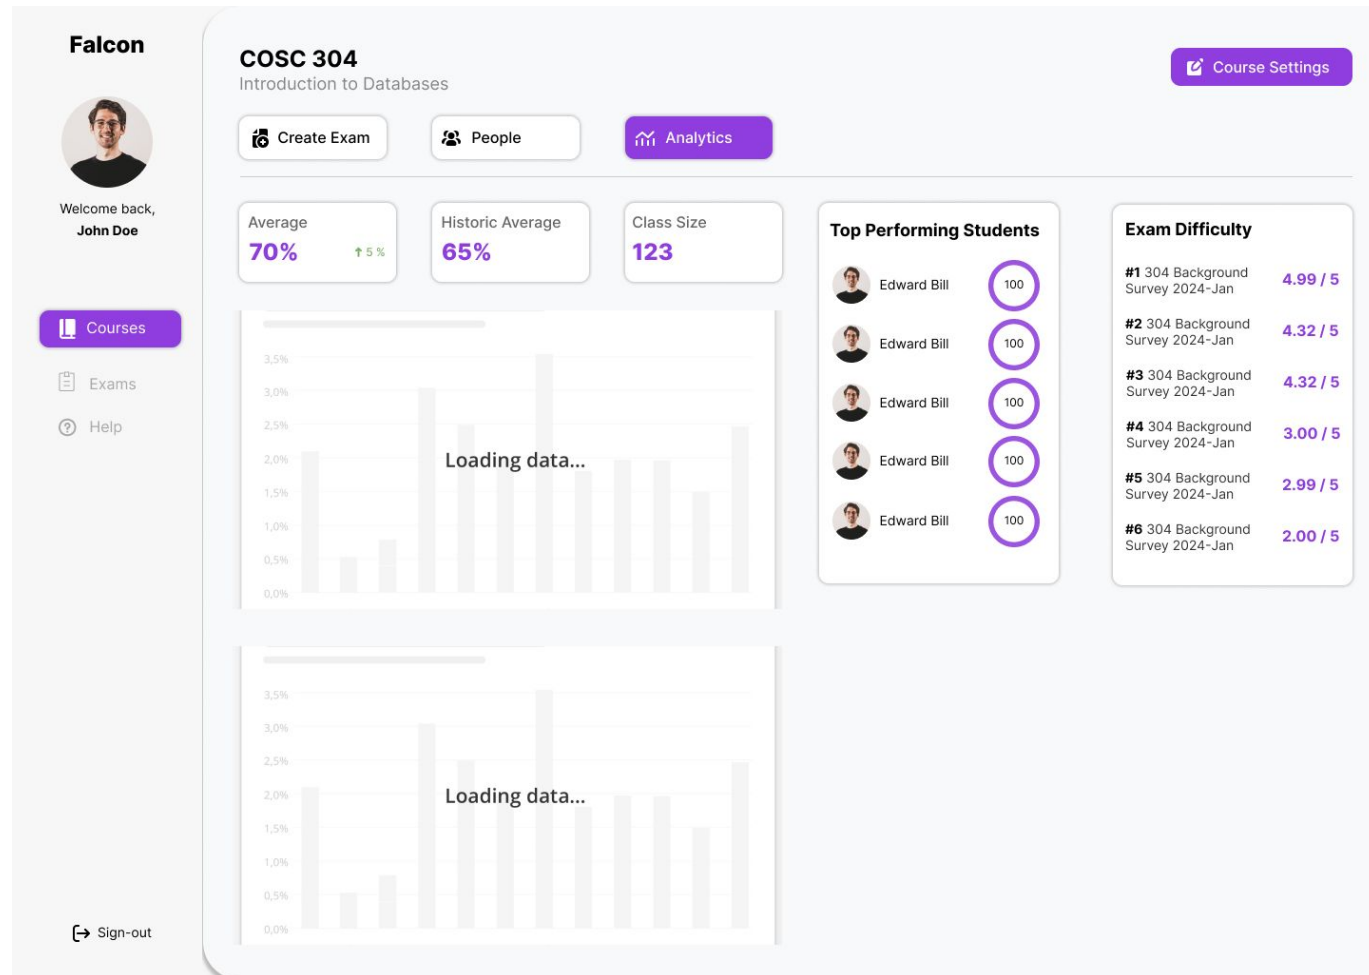 Falcon
Welcome back,
John Doe
Courses
Exams
Help
Sign-out
COSC 304
Introduction to Databases
Course Settings
Create Exam
People
Analytics
Average
70%
5 %
Historic Average
65%
Class Size
123
3,5%
3,0%
2,5%
2,0%
1,5%
1,0%
0,5%
0,0%
Loading data...
3,5%
3,0%
2,5%
2,0%
1,5%
1,0%
0,5%
0,0%
Loading data...
Top Performing Students
Edward Bill 100
Edward Bill 100
Edward Bill 100
Edward Bill 100
Edward Bill 100
Exam Difficulty
#1 304 Background
Survey 2024-Jan
4.99 / 5
#2 304 Background
Survey 2024-Jan
4.32 / 5
#3 304 Background
Survey 2024-Jan
4.32 / 5
#4 304 Background
Survey 2024-Jan
3.00 / 5
#5 304 Background
Survey 2024-Jan
2.99 / 5
#6 304 Background
Survey 2024-Jan
2.00 / 5